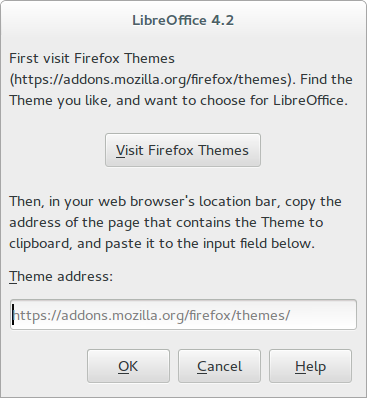 LibreOffice 4.2
First visit Firefox Themes
(https://addons.mozilla.org/firefox/themes). Find the
Theme you like, and want to choose for LibreOffice.
Visit Firefox Themes
Then, in your web browser's location bar, copy the
address of the page that contains the Theme to
clipboard, and paste it to the input field below.
Theme address:
https://addons.mozilla.org/firefox/themes/
OK Cancel Help